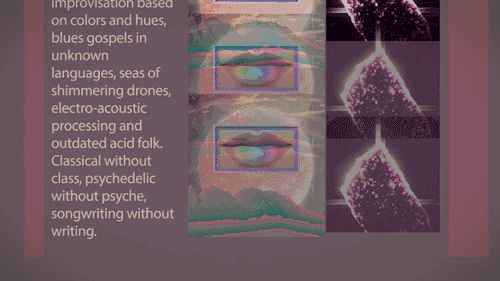 improvisation based
on colors and hues,
blues gospels in
unknown
languages, seas of
shimmering drones,
electro-acoustic
processing and
outdated acid folk.
Classical without
class, psychedelic
without psyche,
songwriting without
writing.